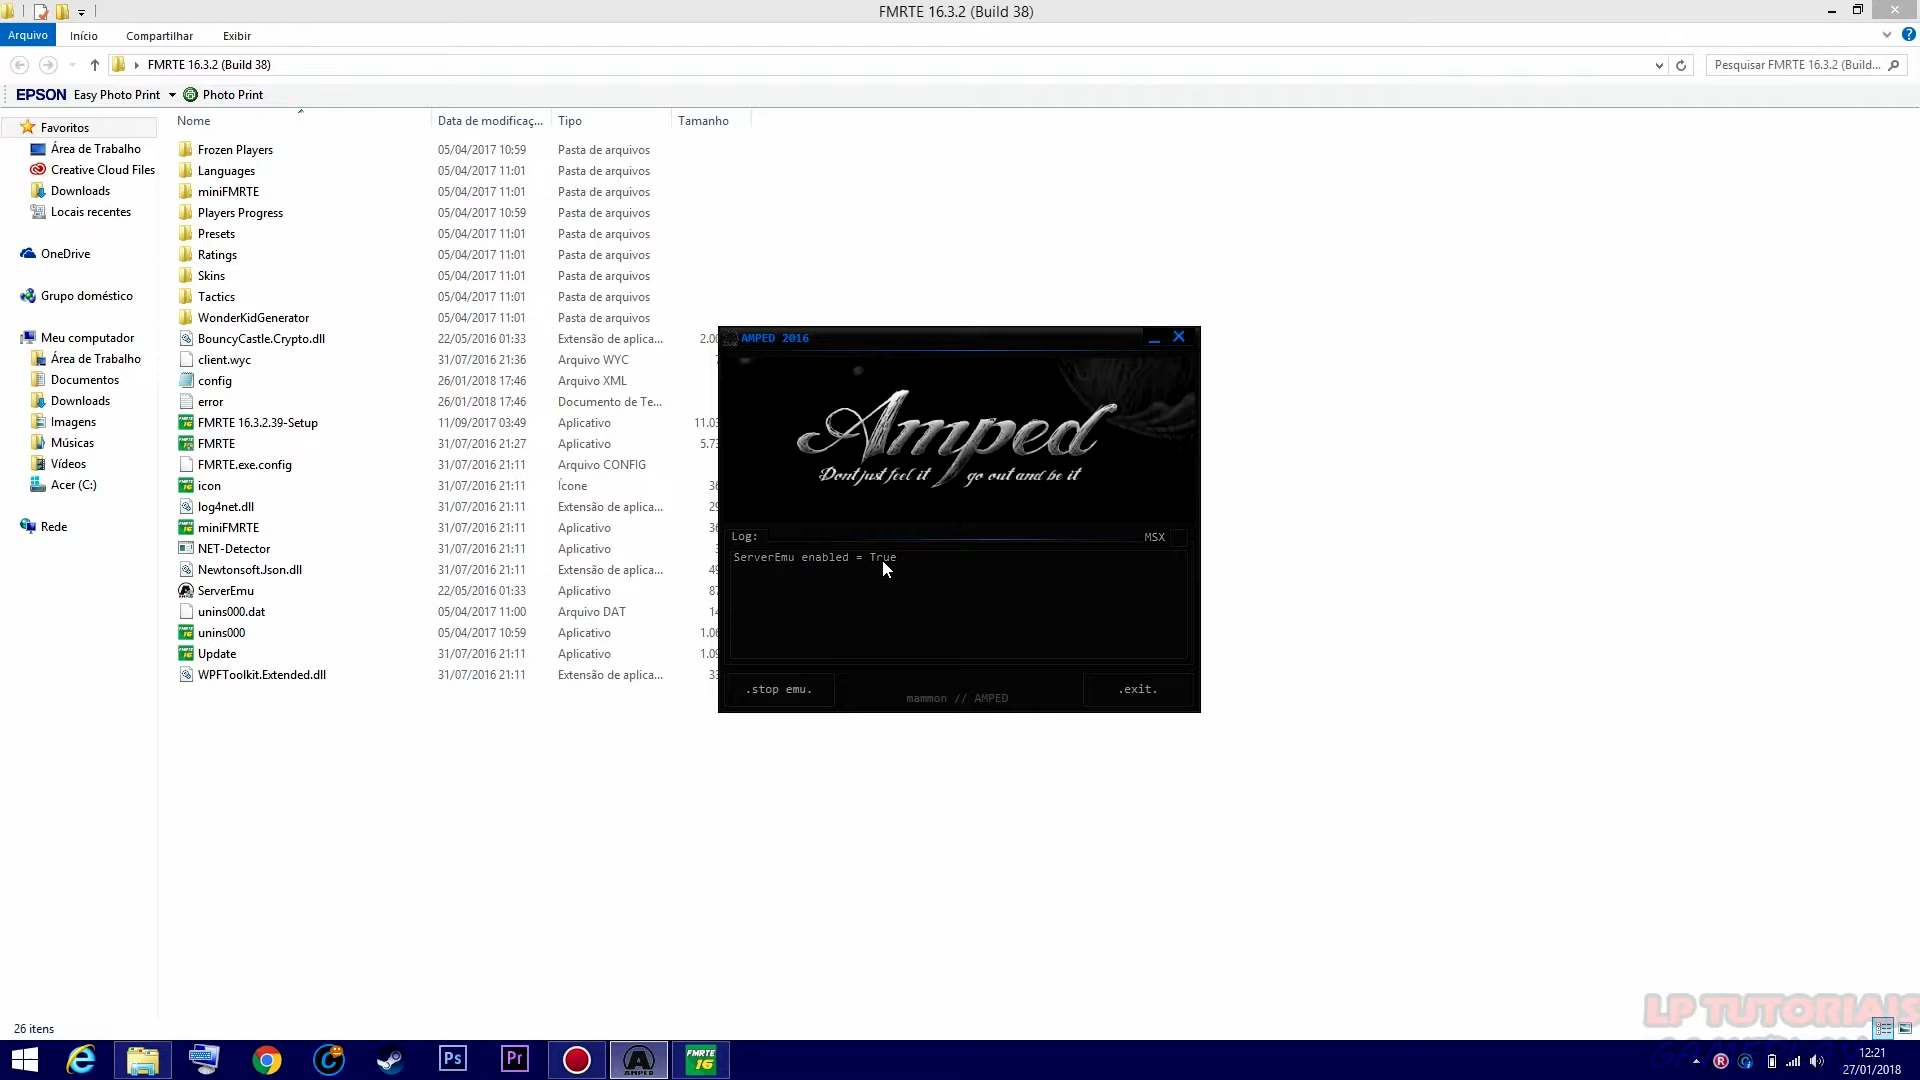 FMRTE 16.3.2 (Build 38)
Arquivo Início Compartilhar Exibir
FMRTE 16.3.2 (Build 38)
Pesquisar FMRTE 16.3.2 (Build...
EPSON Easy Photo Print Photo Print
Nome Data de modificaç... Tipo Tamanho
Favoritos
Área de Trabalho
Creative Cloud Files
Downloads
Locais recentes
OneDrive
Grupo doméstico
Meu computador
Área de Trabalho
Documentos
Downloads
Imagens
Músicas
Vídeos
Acer (C:)
Rede
Frozen Players 05/04/2017 10:59 Pasta de arquivos
Languages 05/04/2017 11:01 Pasta de arquivos
miniFMRTE 05/04/2017 11:01 Pasta de arquivos
Players Progress 05/04/2017 10:59 Pasta de arquivos
Presets 05/04/2017 11:01 Pasta de arquivos
Ratings 05/04/2017 11:01 Pasta de arquivos
Skins 05/04/2017 11:01 Pasta de arquivos
Tactics 05/04/2017 11:01 Pasta de arquivos
WonderKidGenerator 05/04/2017 11:01 Pasta de arquivos
BouncyCastle.Crypto.dll 22/05/2016 01:33 Extensão de aplica...
client.wyc 31/07/2016 21:36 Arquivo WYC
config 26/01/2018 17:46 Arquivo XML
error 26/01/2018 17:46 Documento de Te...
FMRTE 16.3.2.39-Setup 11/09/2017 03:49 Aplicativo
FMRTE 31/07/2016 21:27 Aplicativo
FMRTE.exe.config 31/07/2016 21:11 Arquivo CONFIG
icon 31/07/2016 21:11 Ícone
log4net.dll 31/07/2016 21:11 Extensão de aplica...
miniFMRTE 31/07/2016 21:11 Aplicativo
NET-Detector 31/07/2016 21:11 Aplicativo
Newtonsoft.Json.dll 31/07/2016 21:11 Extensão de aplica...
ServerEmu 22/05/2016 01:33 Aplicativo
unins000.dat 05/04/2017 11:00 Arquivo DAT
unins000 05/04/2017 10:59 Aplicativo
Update 31/07/2016 21:11 Aplicativo
WPFToolkit.Extended.dll 31/07/2016 21:11 Extensão de aplica...
AMPED 2016
Amped
Dont just feel it go out and be it
Log: MSX
ServerEmu enabled = True
.stop emu. mammon // AMPED .exit.
26 itens
LP TUTORIAIS
GAMEPLAY
Ps Pr AMPED FMRTE 16
12:21
27/01/2018